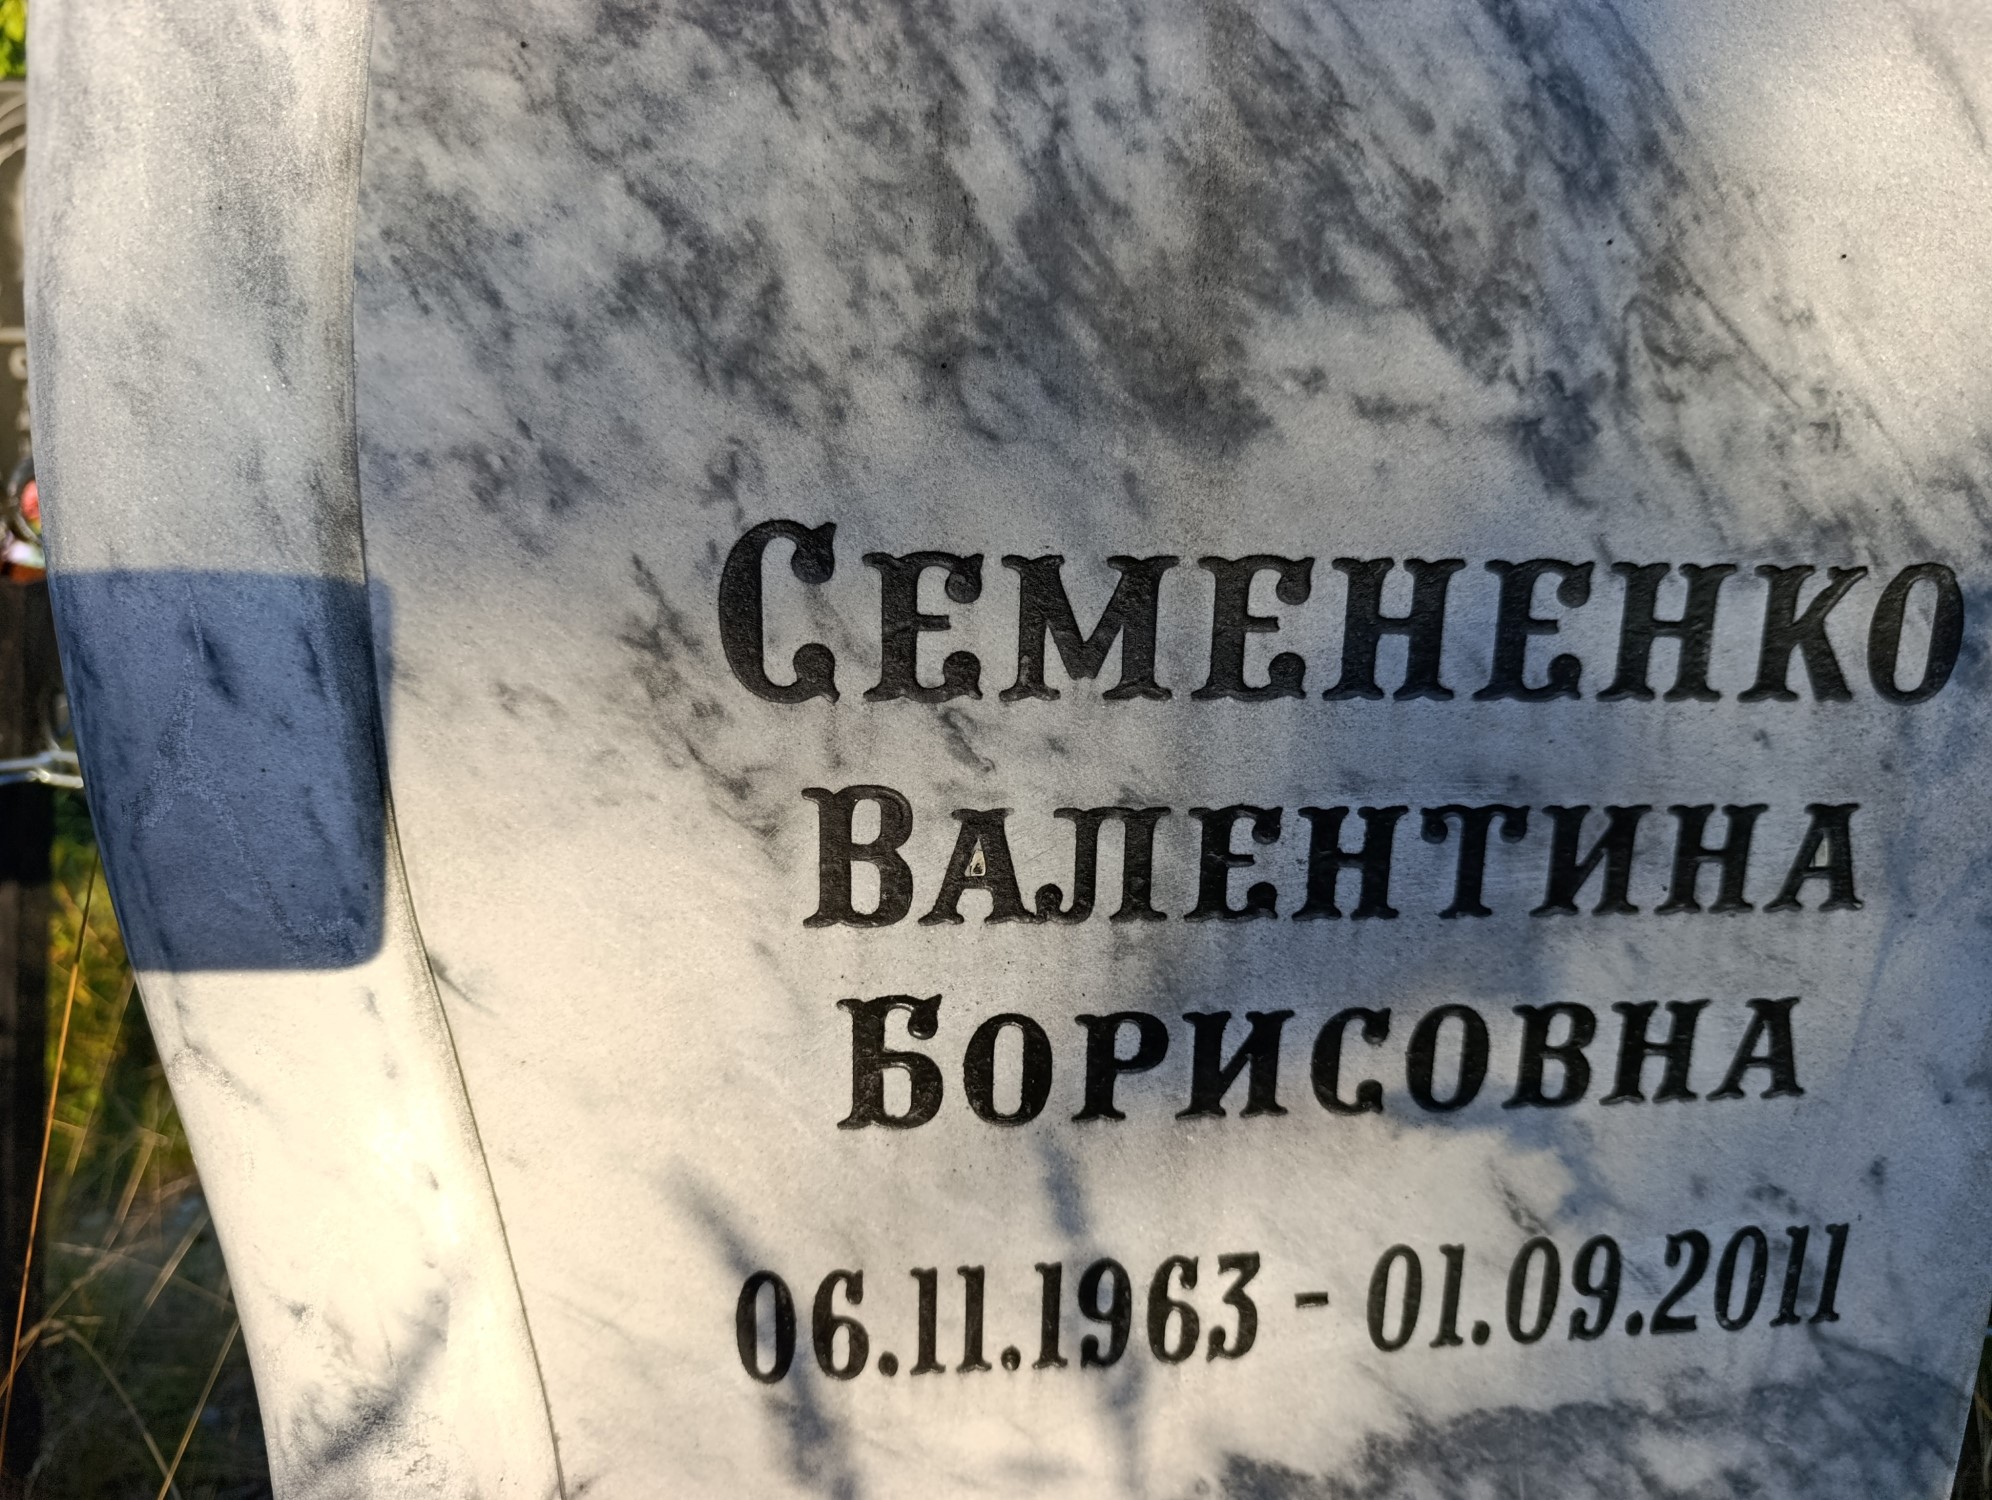 Семененко
Валентина
Борисовна
06.11.1963 - 01.09.2011